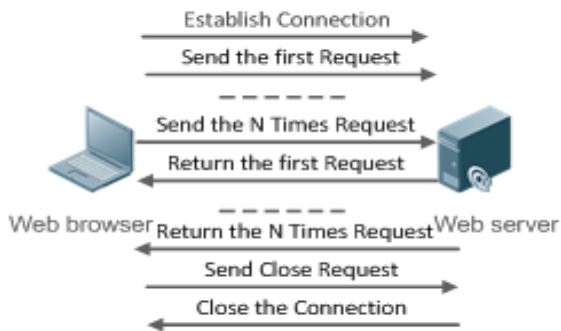 Establish Connection
Send the first Request
Send the N Times Request
Return the first Request
Web browser
Web server
Return the N Times Request
Send Close Request
Close the Connection